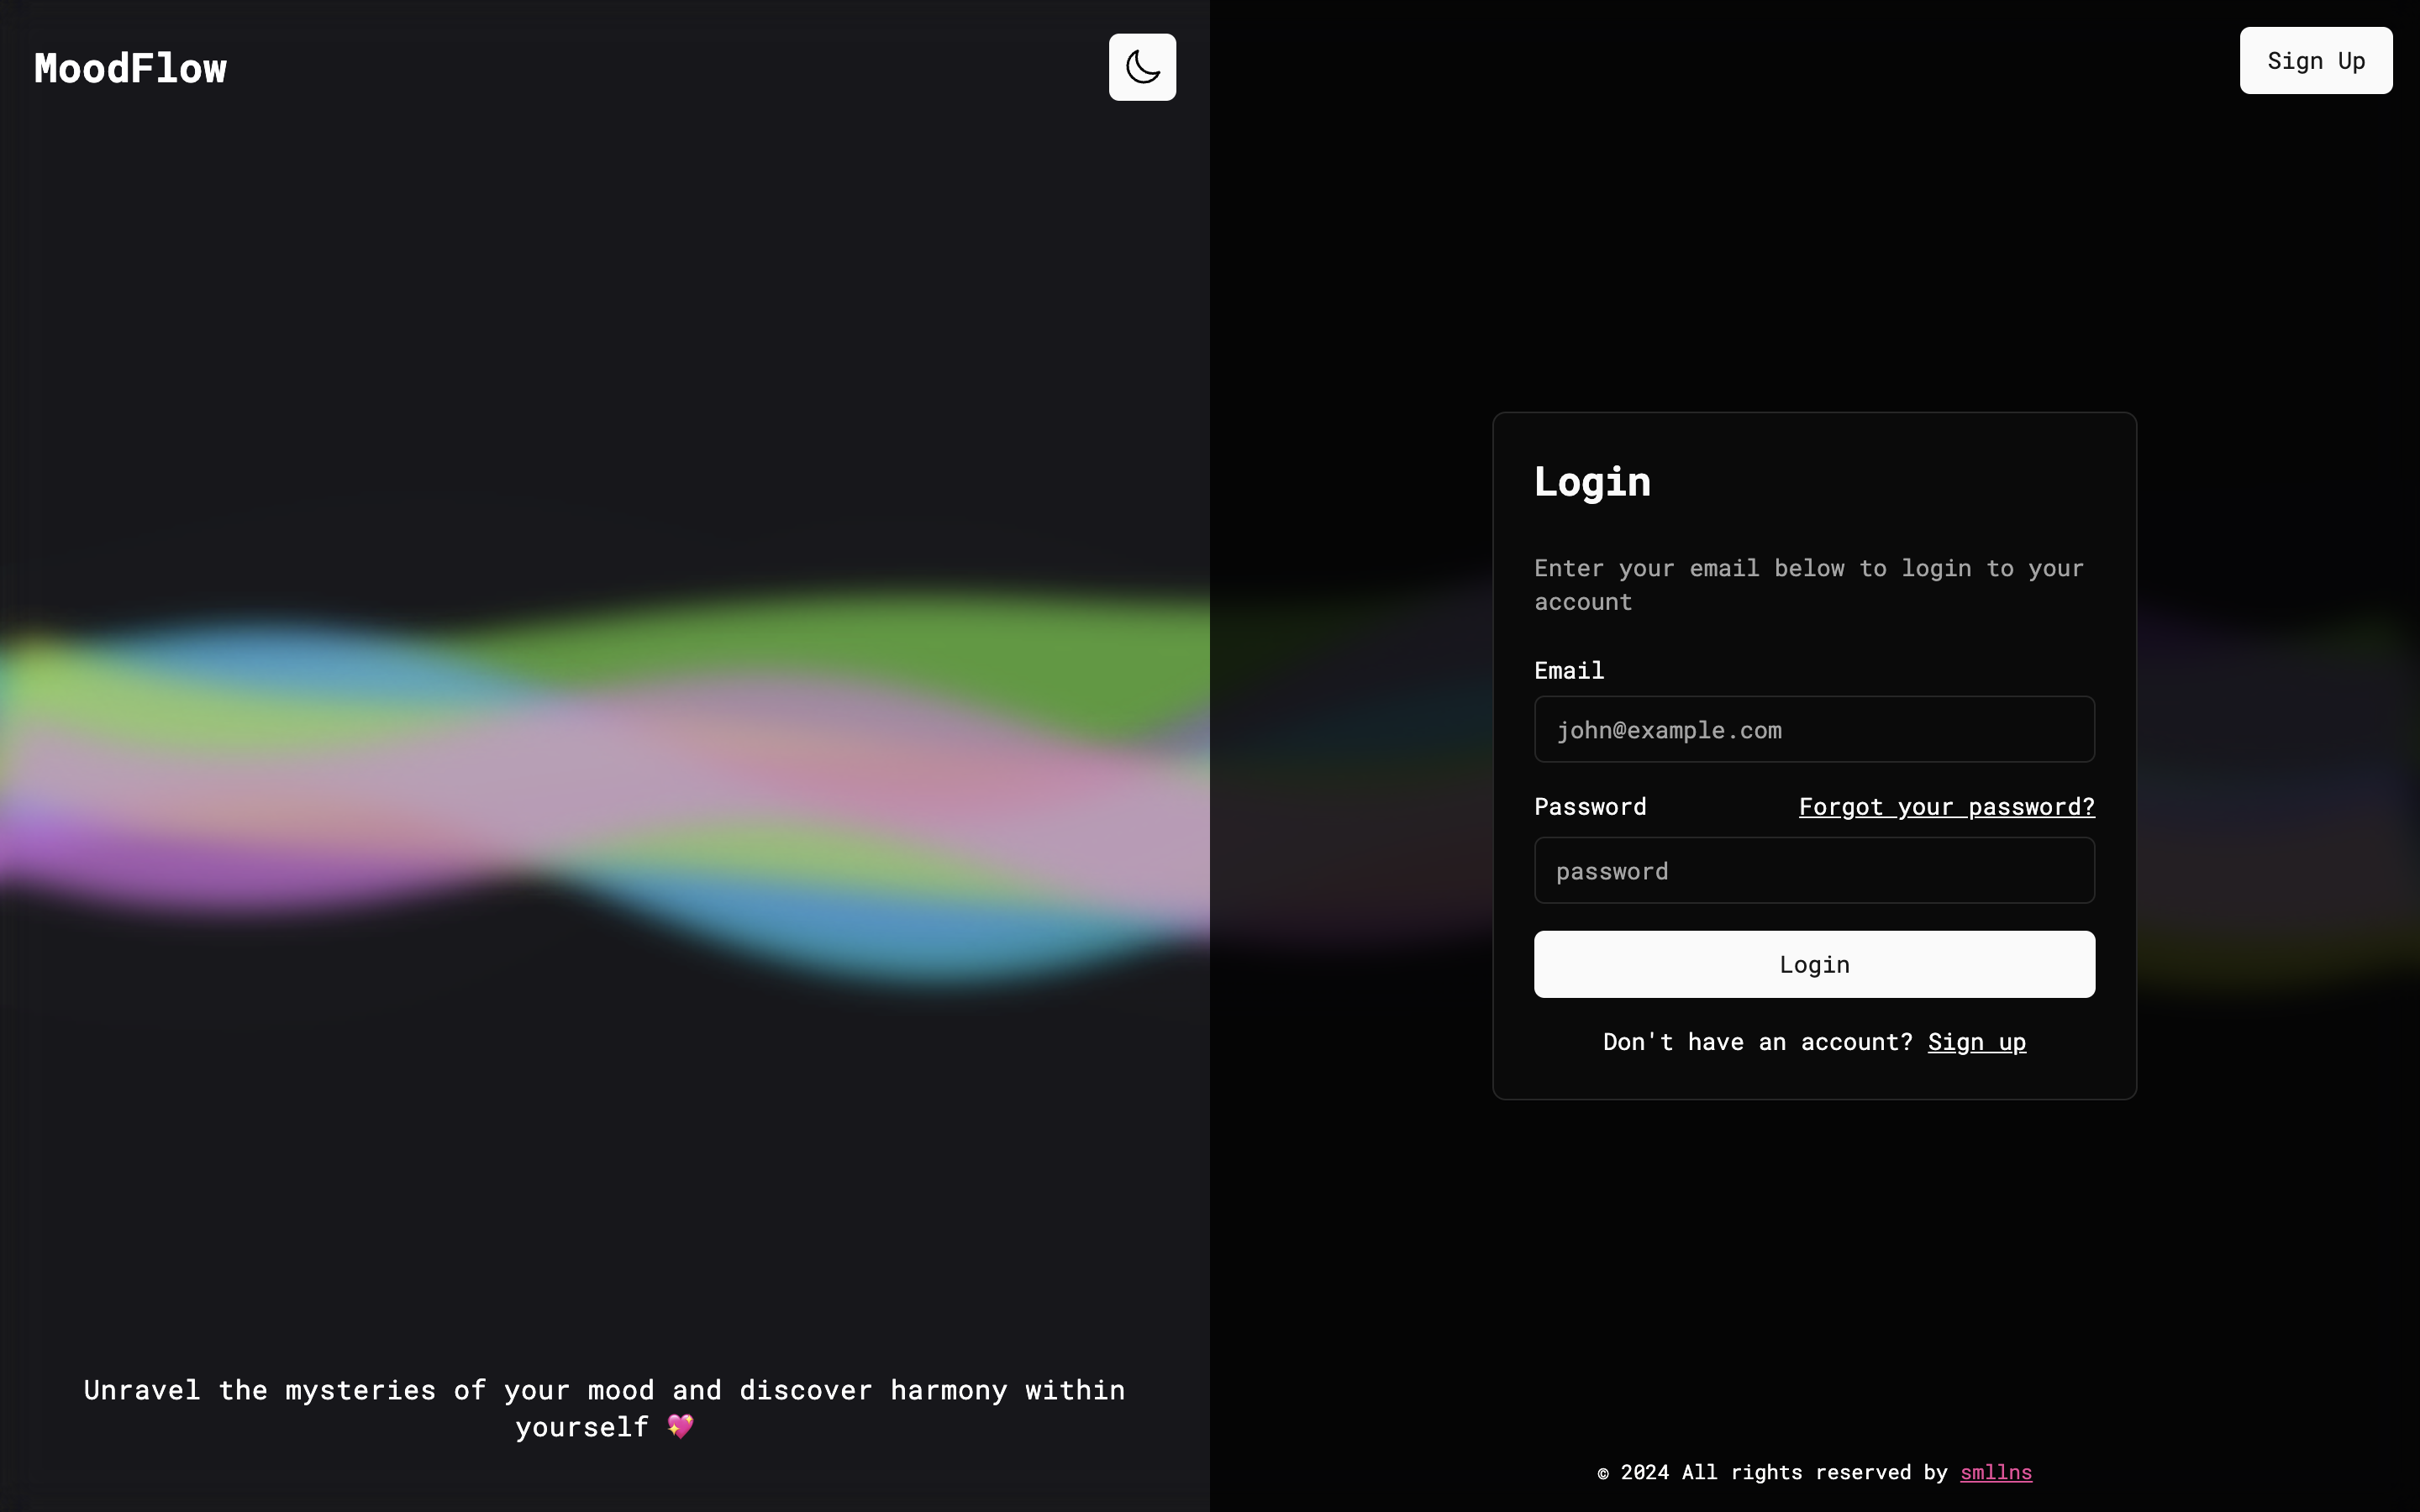 MoodFlow
Sign Up
Login
Enter your email below to login to your
account
Email
john@example.com
Password
Forgot your password?
password
Login
Don't have an account? Sign up
Unravel the mysteries of your mood and discover harmony within
yourself 💖
© 2024 All rights reserved by smllns